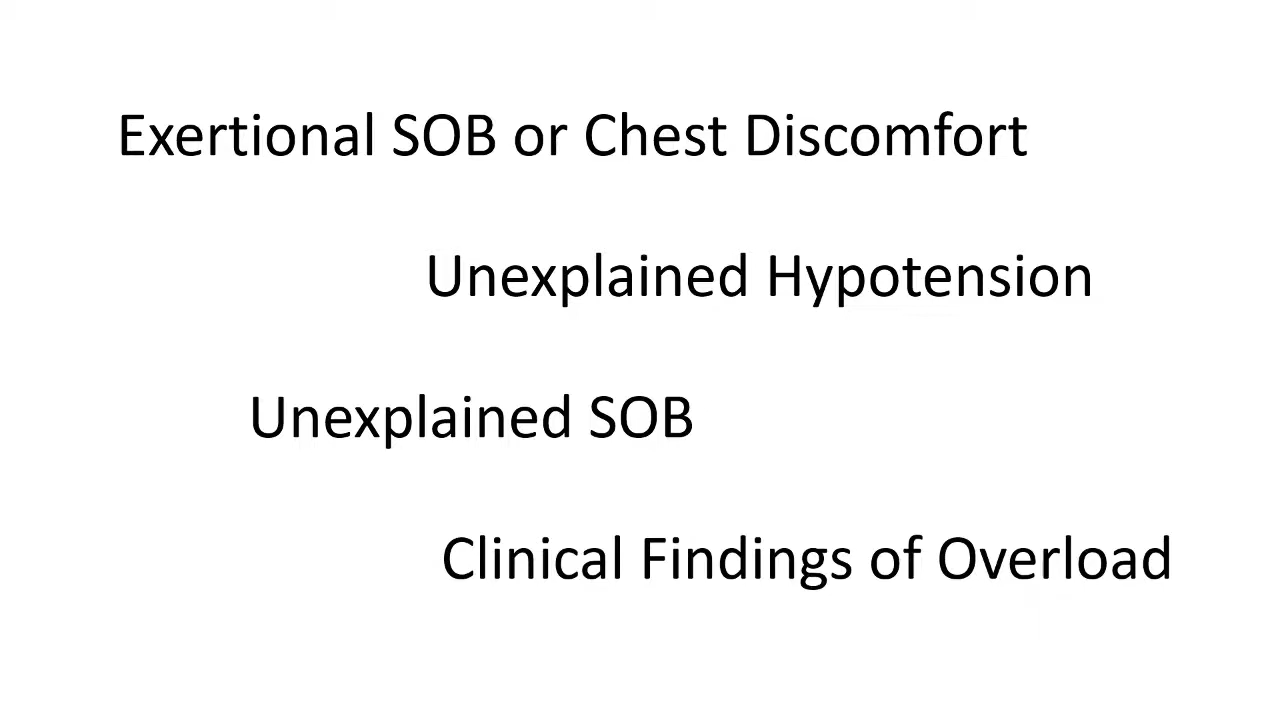 Exertional SOB or Chest Discomfort
Unexplained Hypotension
Unexplained SOB
Clinical Findings of Overload